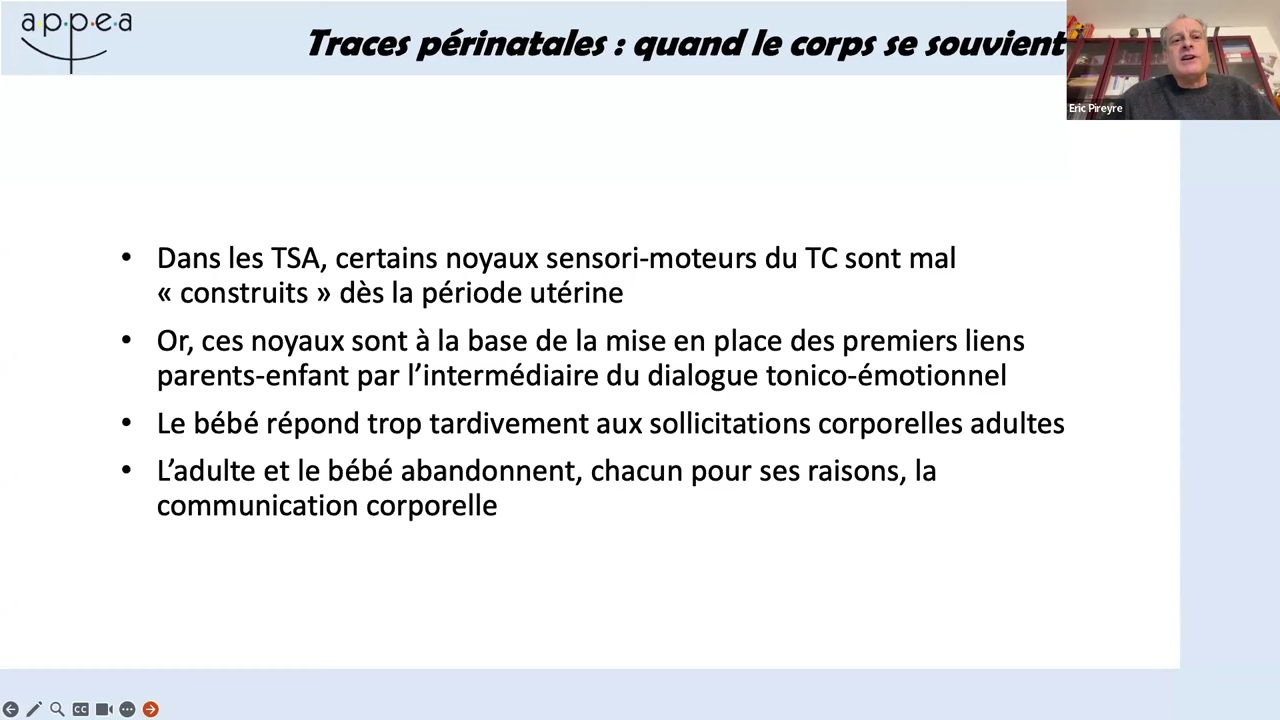 a·p·p·e·a
Traces périnatales : quand le corps se souvient
Eric Pireyre
• Dans les TSA, certains noyaux sensori-moteurs du TC sont mal
« construits » dès la période utérine
• Or, ces noyaux sont à la base de la mise en place des premiers liens
parents-enfant par l’intermédiaire du dialogue tonico-émotionnel
• Le bébé répond trop tardivement aux sollicitations corporelles adultes
• L’adulte et le bébé abandonnent, chacun pour ses raisons, la
communication corporelle
CC